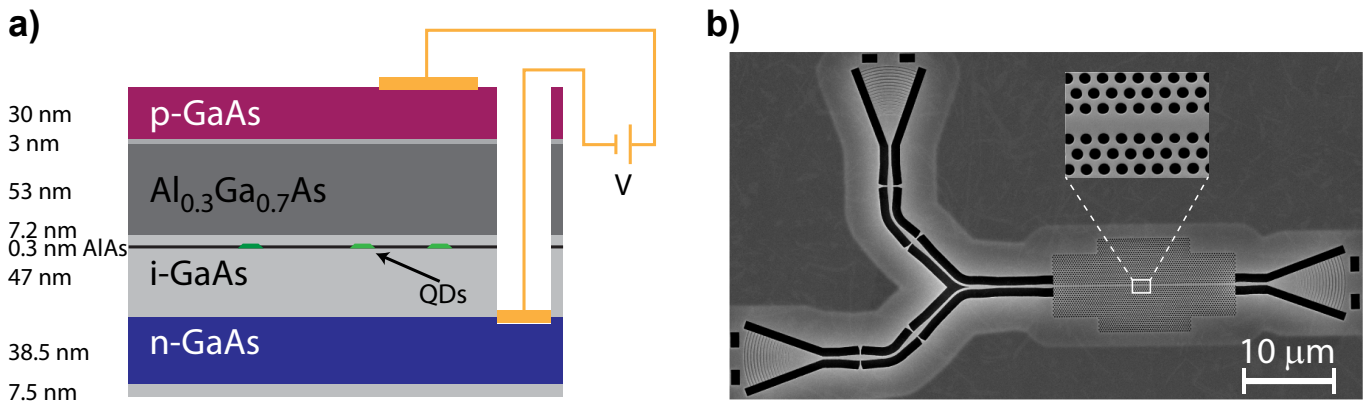 a)
30 nm
3 nm
53 nm
7.2 nm
0.3 nm AlAs
47 nm
38.5 nm
7.5 nm
p-GaAs
Al₀.₃Ga₀.₇As
i-GaAs
QDs
n-GaAs
V
b)
10 μm